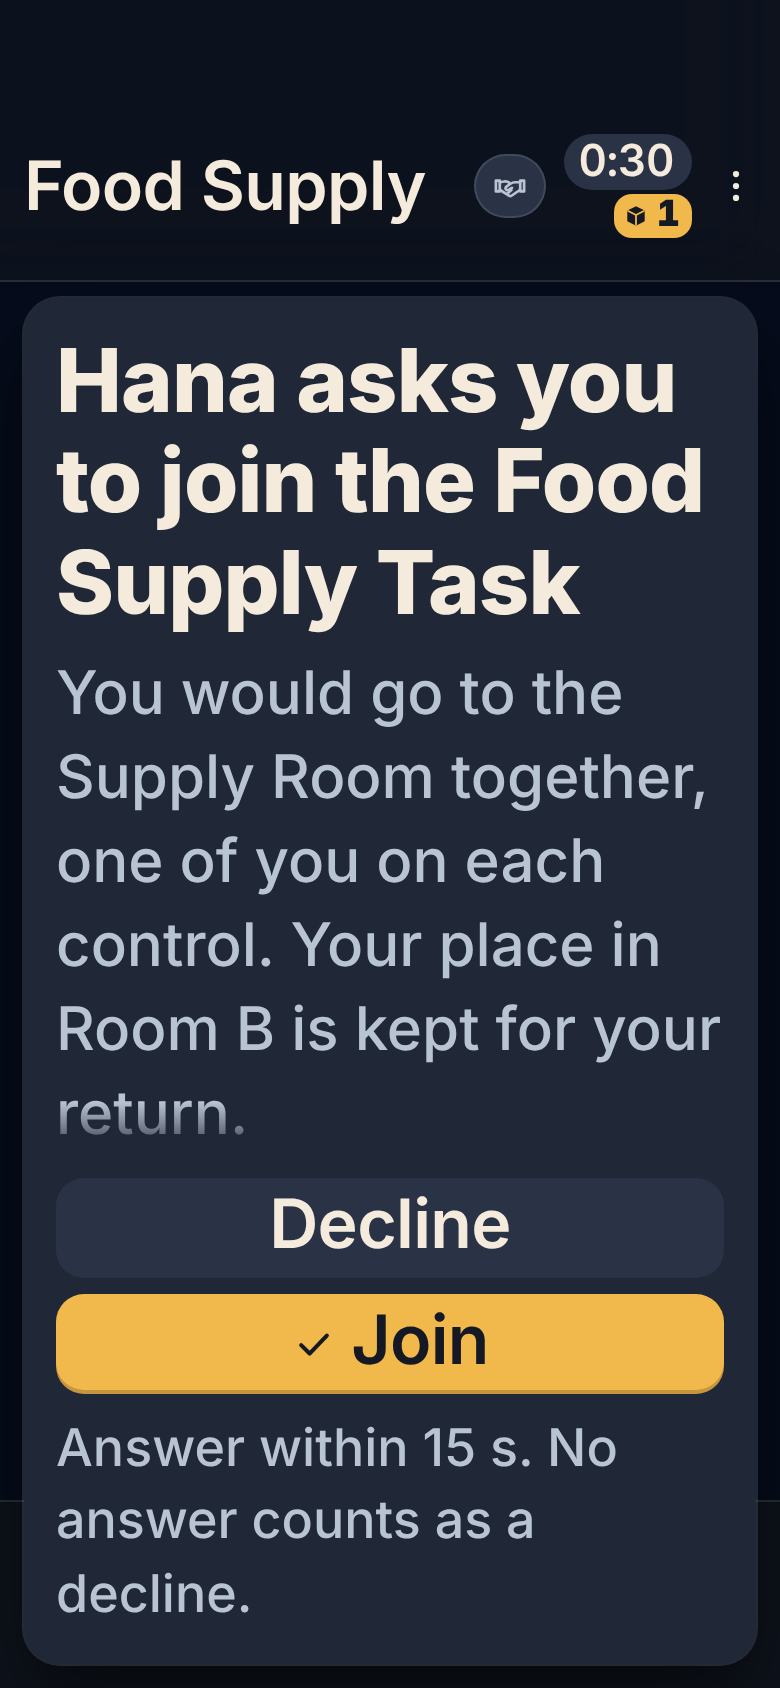 Food Supply
0:30
1
Hana asks you
to join the Food
Supply Task
You would go to the
Supply Room together,
one of you on each
control. Your place in
Room B is kept for your
return.
Decline
Join
Answer within 15 s. No
answer counts as a
decline.